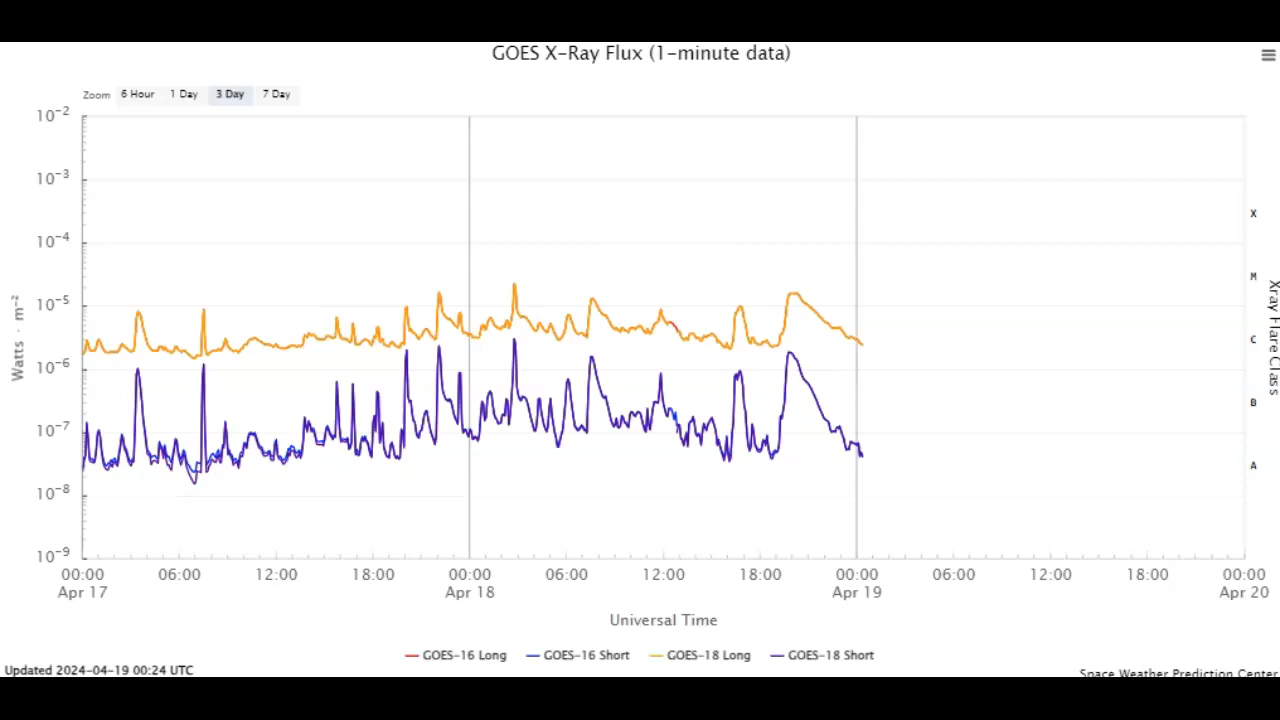 GOES X-Ray Flux (1-minute data)
Zoom 6 Hour 1 Day 3 Day 7 Day
10⁻²
10⁻³
10⁻⁴
10⁻⁵
10⁻⁶
10⁻⁷
10⁻⁸
10⁻⁹
Watts · m⁻²
X
M
C
B
A
Xray Flare Class
00:00 06:00 12:00 18:00 00:00 06:00 12:00 18:00 00:00 06:00 12:00 18:00 00:00
Apr 17 Apr 18 Apr 19 Apr 20
Universal Time
GOES-16 Long GOES-16 Short GOES-18 Long GOES-18 Short
Updated 2024-04-19 00:24 UTC
Space Weather Prediction Center